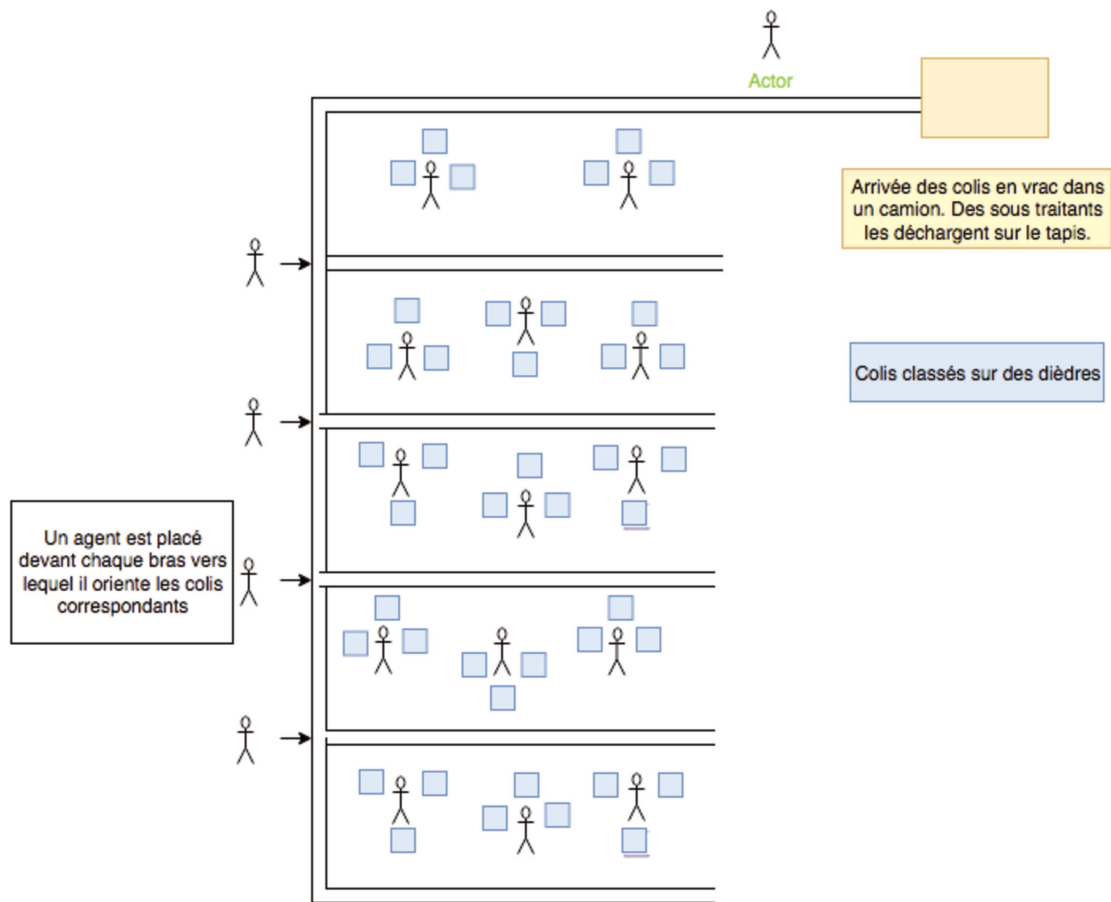 Actor
Arrivée des colis en vrac dans
un camion. Des sous traitants
les déchargent sur le tapis.
Colis classés sur des dièdres
Un agent est placé
devant chaque bras vers
lequel il oriente les colis
correspondants